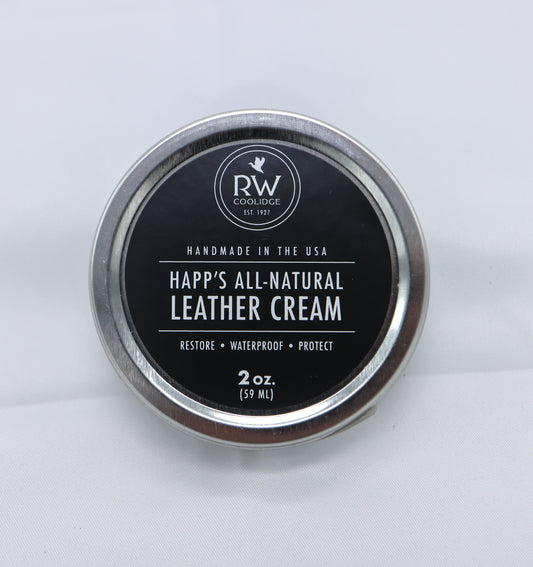 RW
COOLIDGE
EST. 1927
HANDMADE IN THE USA
HAPP'S ALL-NATURAL
LEATHER CREAM
RESTORE • WATERPROOF • PROTECT
2 OZ.
(59 ML)